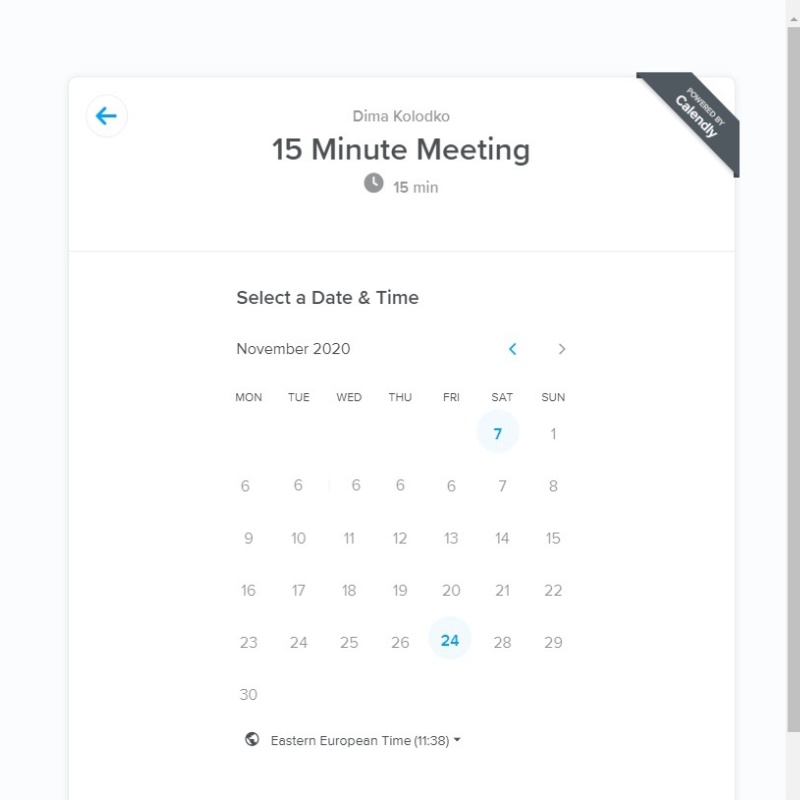 POWERED BY
Calendly
Dima Kolodko
15 Minute Meeting
15 min
Select a Date & Time
November 2020
MON TUE WED THU FRI SAT SUN
7 1
6 6 6 6 6 7 8
9 10 11 12 13 14 15
16 17 18 19 20 21 22
23 24 25 26 24 28 29
30
Eastern European Time (11:38)